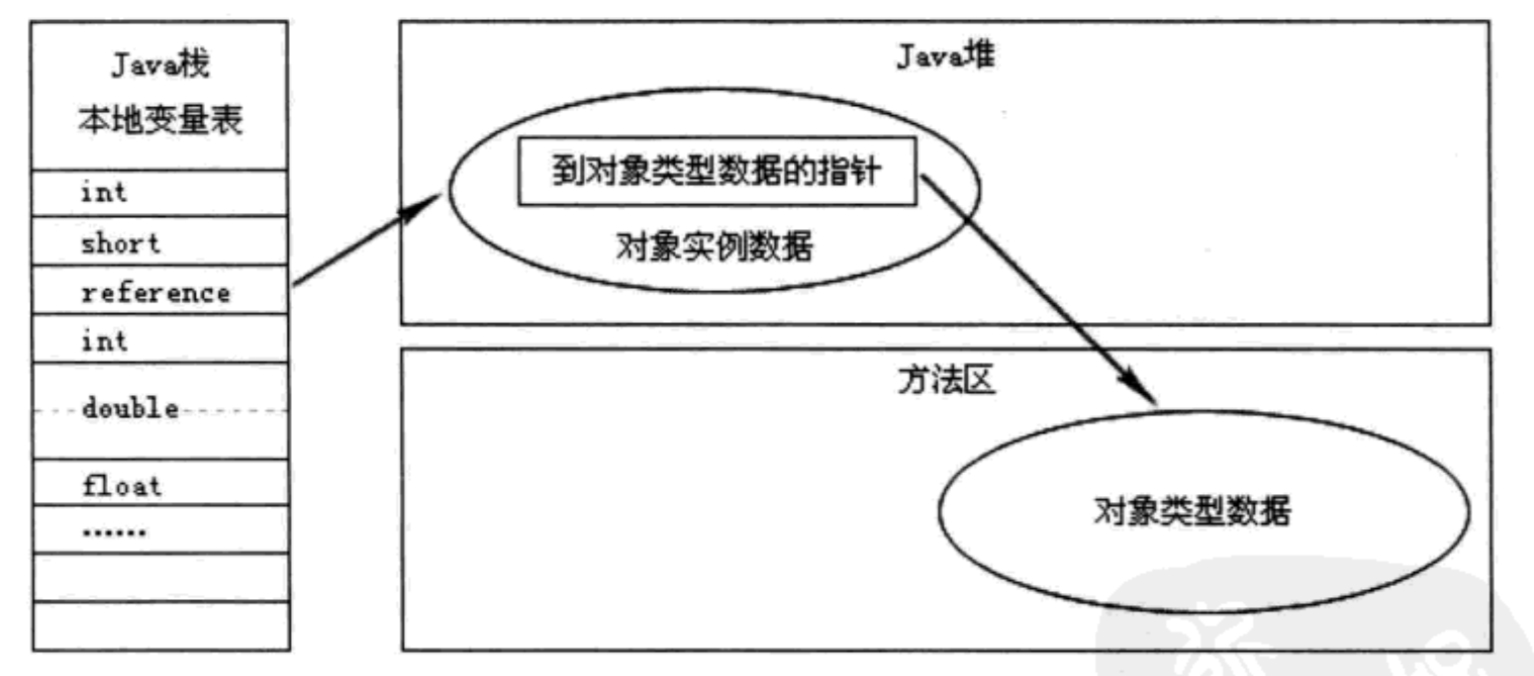 Java栈
本地变量表
int
short
reference
int
double
float
······
Java堆
到对象类型数据的指针
对象实例数据
方法区
对象类型数据